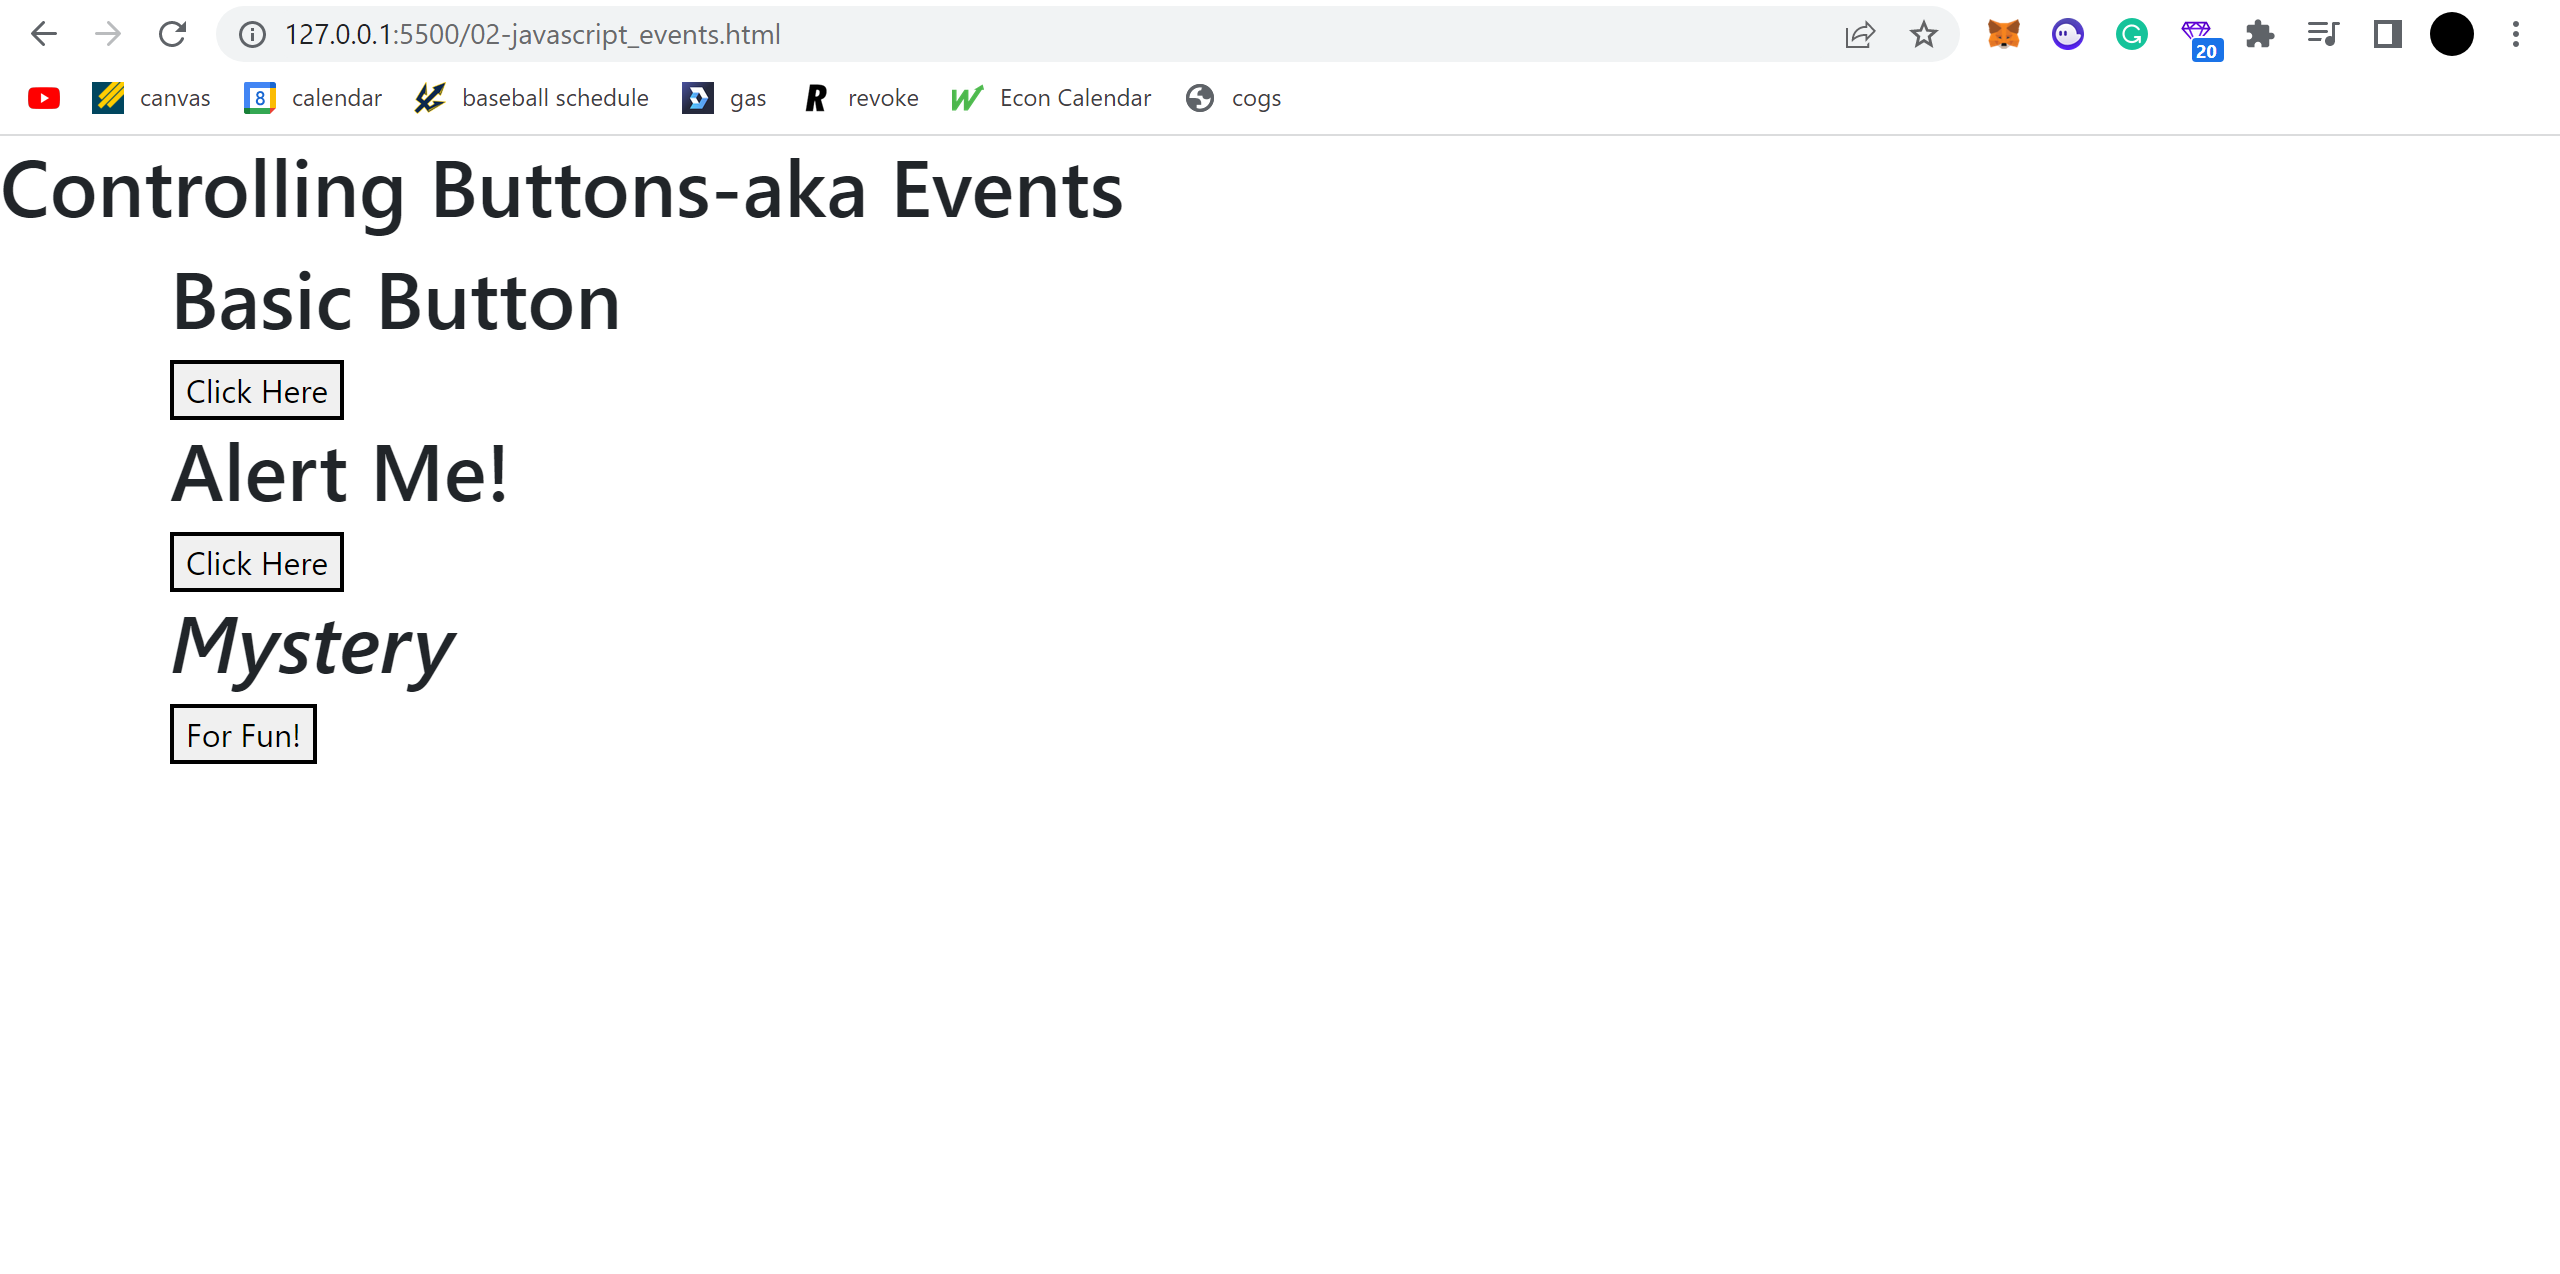 127.0.0.1:5500/02-javascript_events.html
20
canvas 8 calendar baseball schedule gas R revoke W Econ Calendar cogs
Controlling Buttons-aka Events
Basic Button
Click Here
Alert Me!
Click Here
Mystery
For Fun!